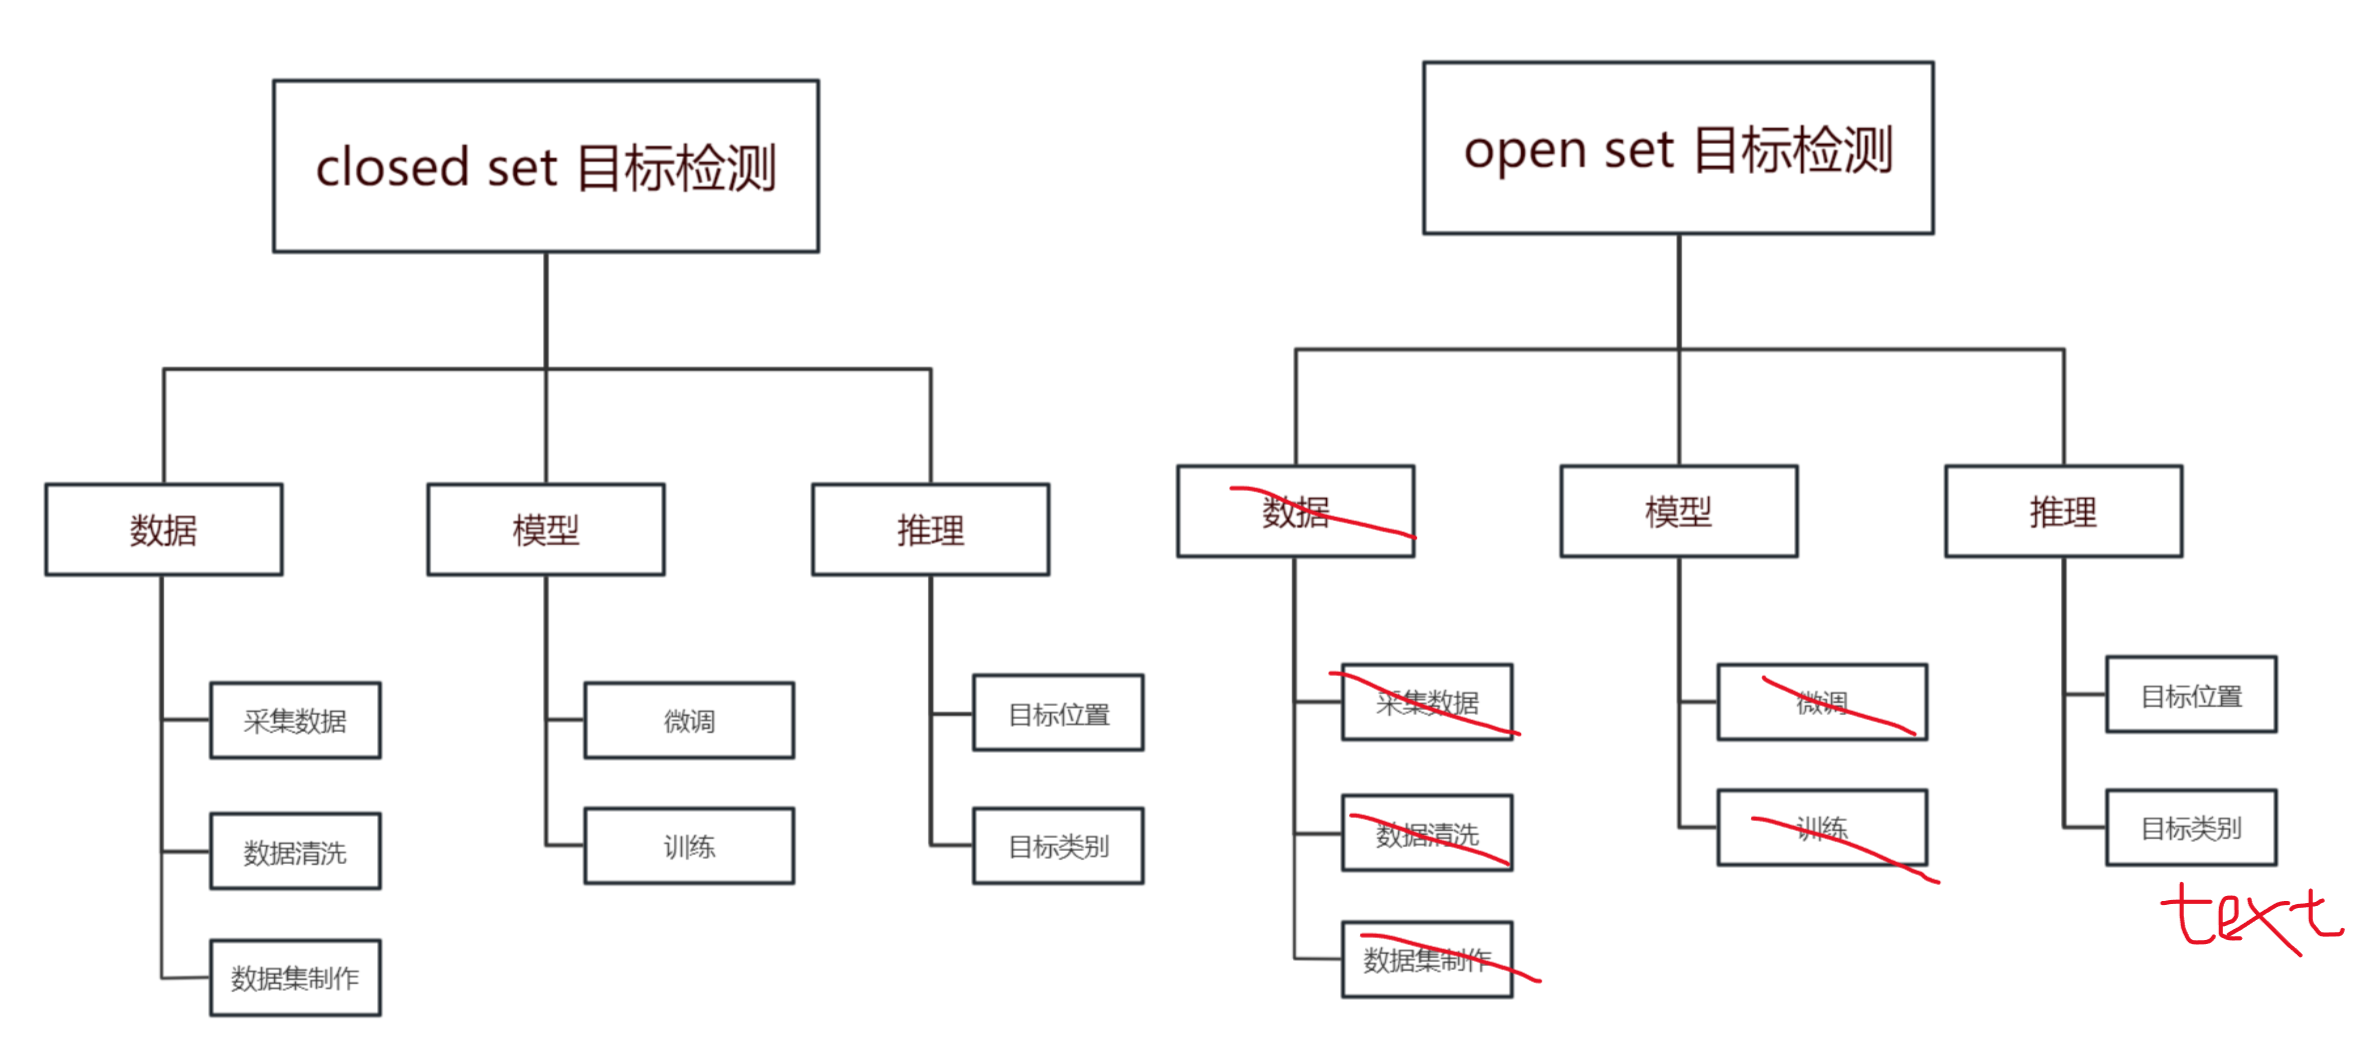 closed set 目标检测
数据
模型
推理
采集数据
数据清洗
数据集制作
微调
训练
目标位置
目标类别
open set 目标检测
数据
模型
推理
采集数据
数据清洗
数据集制作
微调
训练
目标位置
目标类别
text